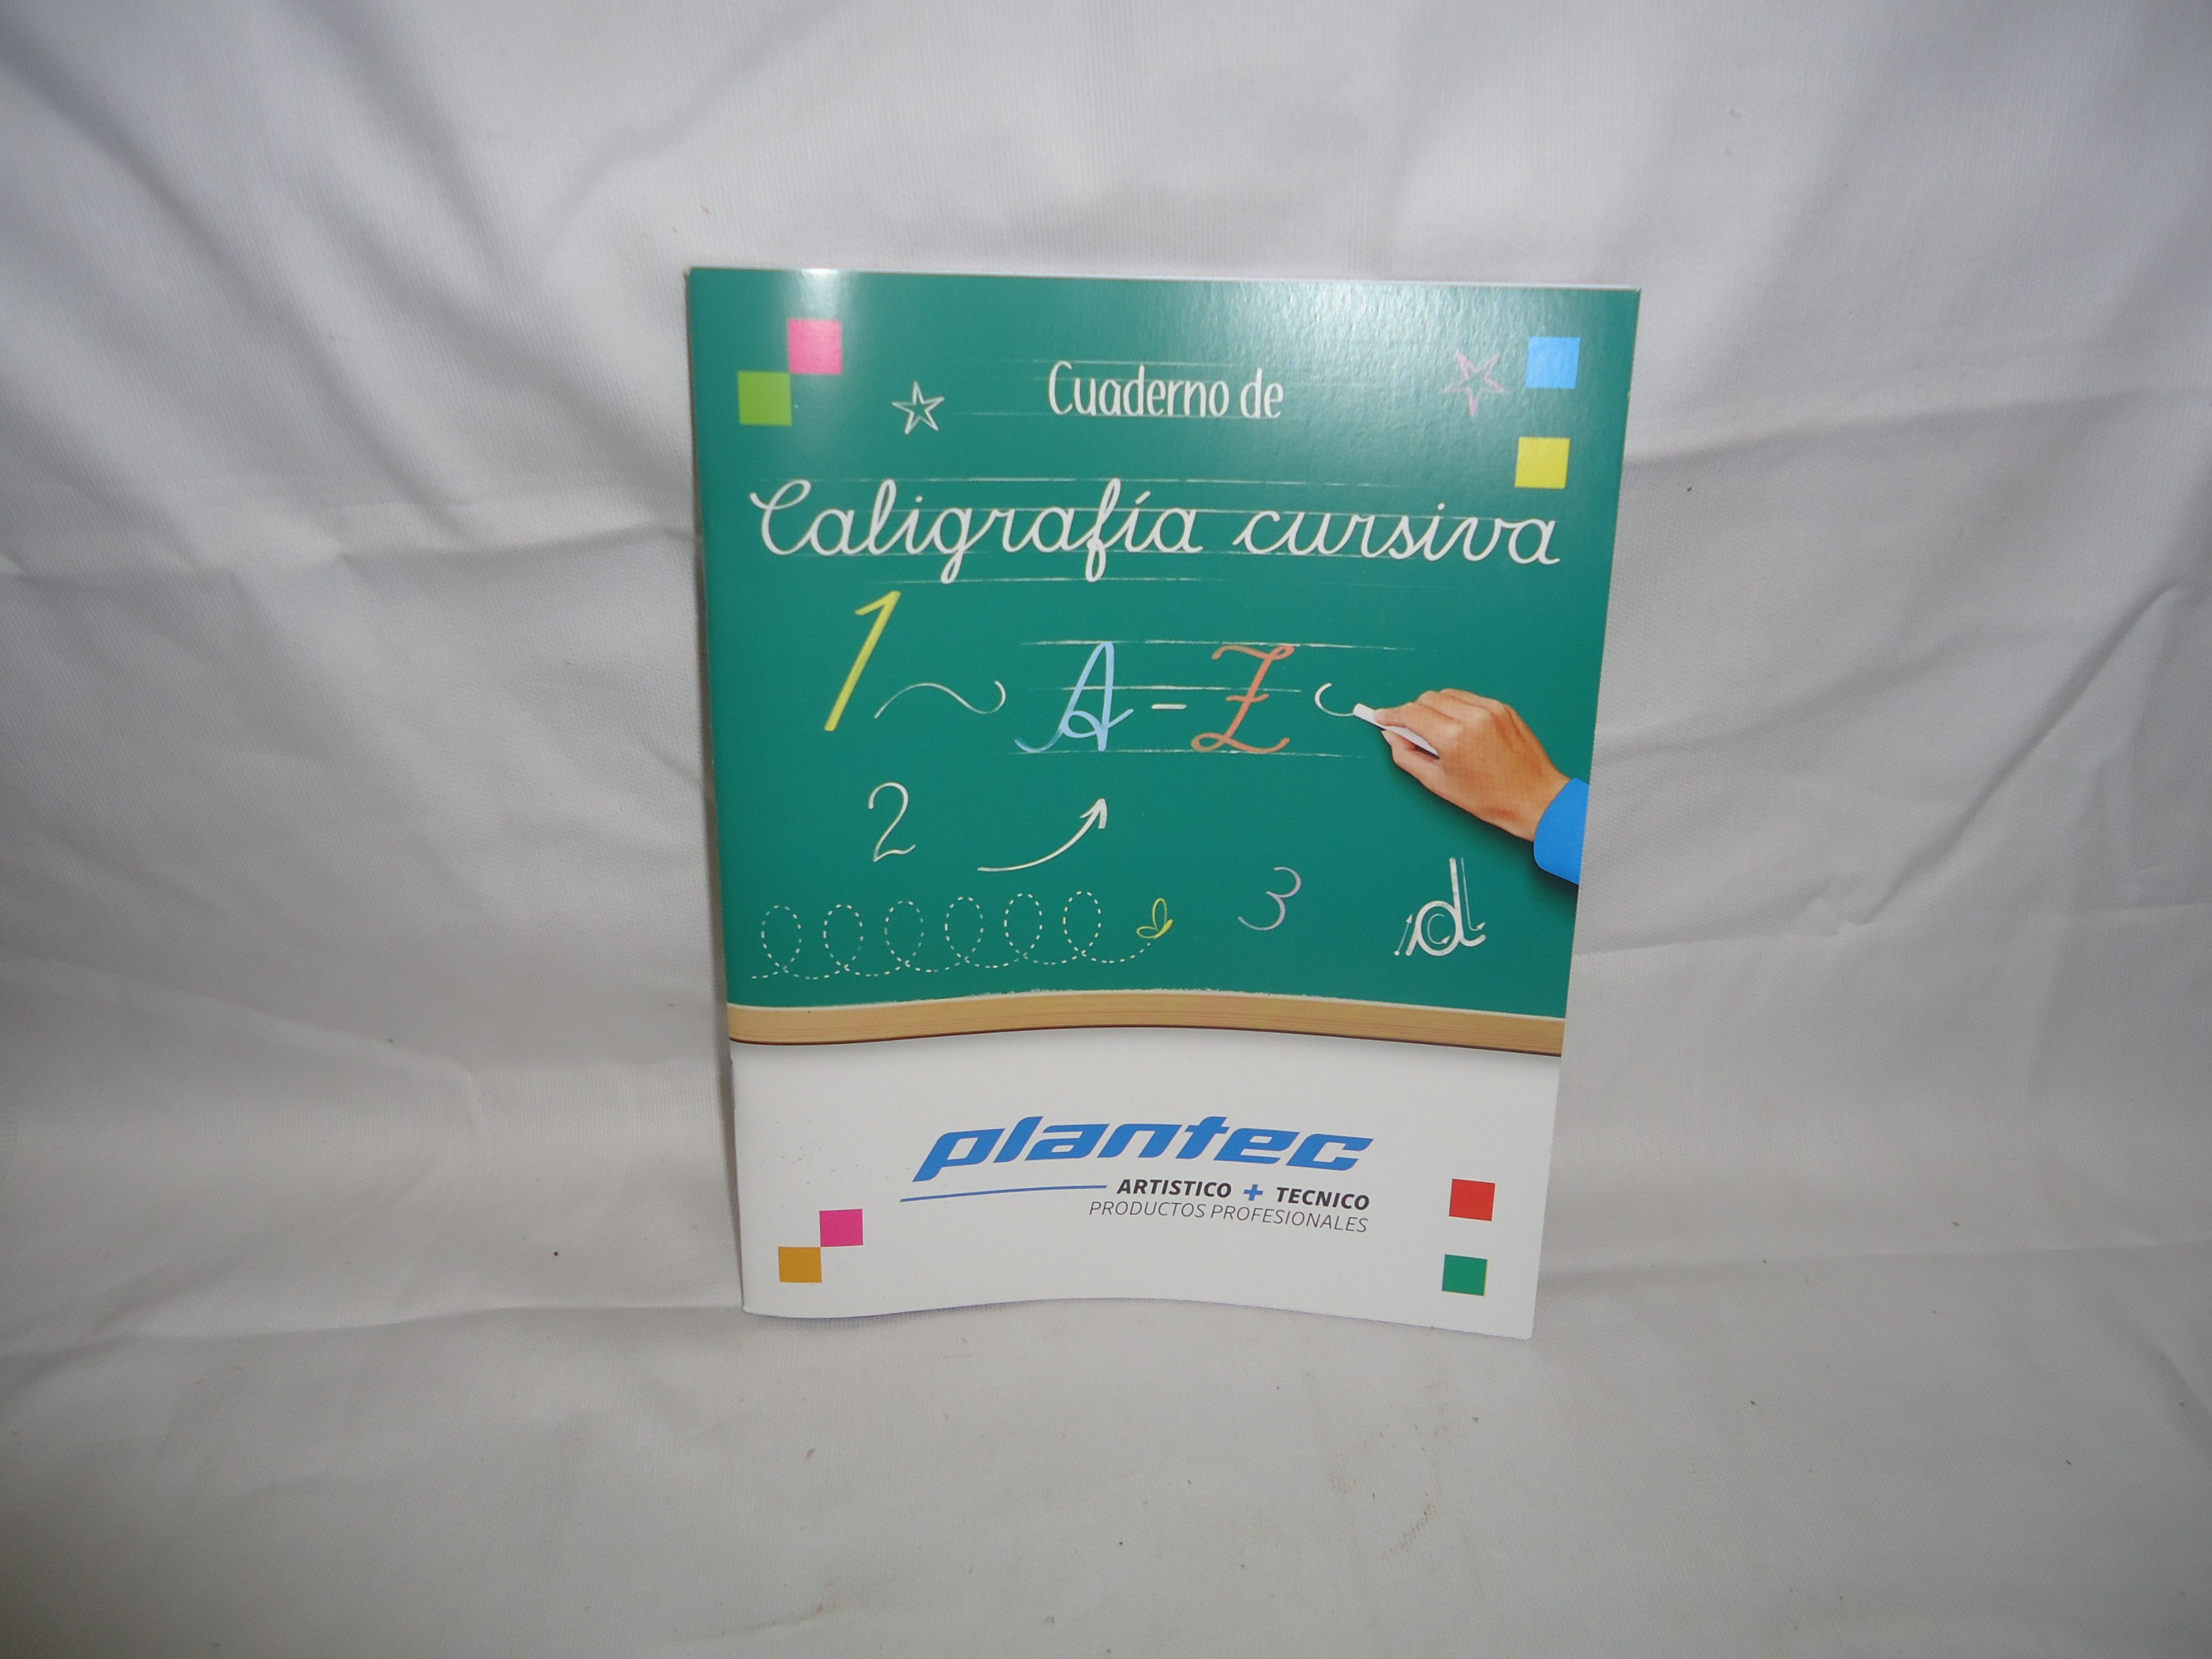 Cuaderno de
Caligrafía cursiva
1
A - Z
2
3
d
plantec
ARTISTICO + TECNICO
PRODUCTOS PROFESIONALES